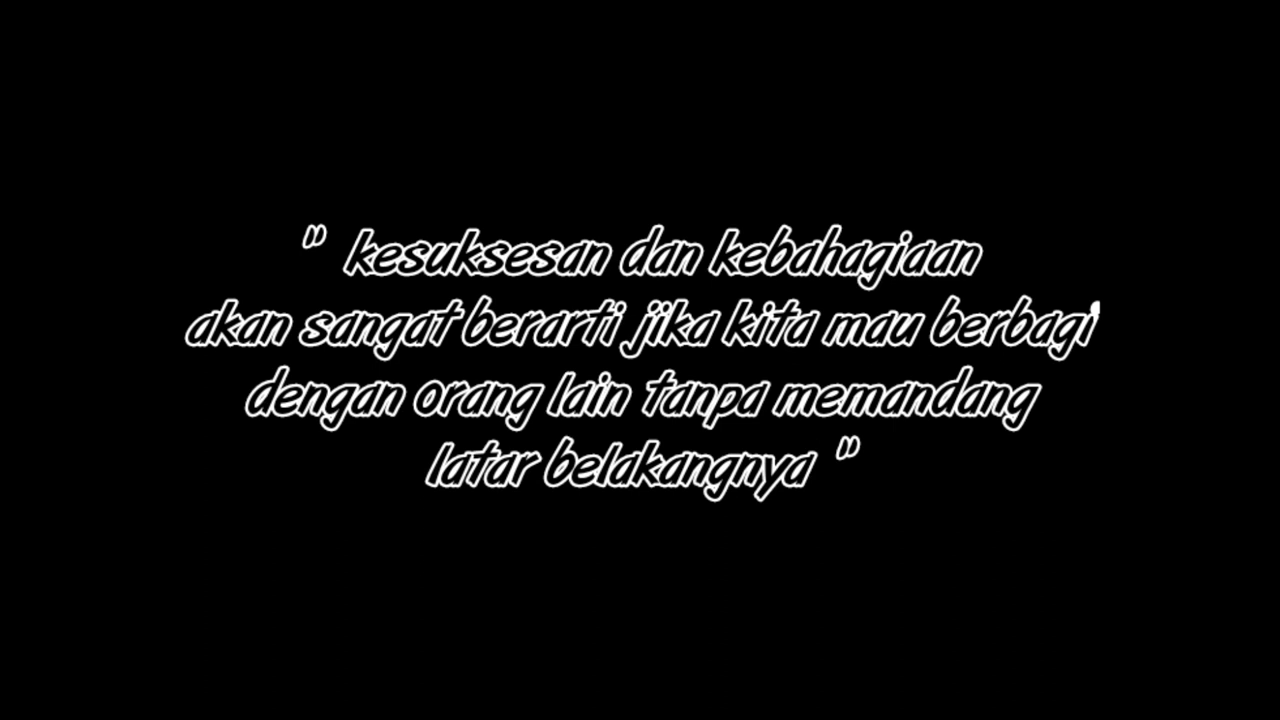 " kesuksesan dan kebahagiaan
akan sangat berarti jika kita mau berbagi
dengan orang lain tanpa memandang
latar belakangnya "